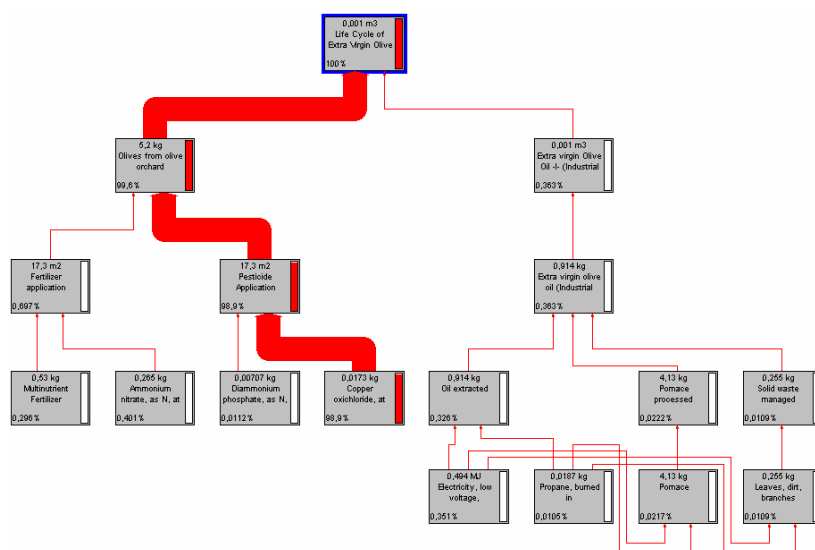 0,001 m3
Life Cycle of
Extra Virgin Olive
100%
5,2 kg
Olives from olive
orchard
99,6%
0,001 m3
Extra virgin Olive
Oil -I- (Industrial
0,363%
17,3 m2
Fertilizer
application
0,697%
17,3 m2
Pesticide
Application
98,9%
0,914 kg
Extra virgin olive
oil (Industrial
0,363%
0,53 kg
Multinutrient
Fertilizer
0,296%
0,265 kg
Ammonium
nitrate, as N, at
0,401%
0,00707 kg
Diammonium
phosphate, as N,
0,0112%
0,0173 kg
Copper
oxichloride, at
98,9%
0,914 kg
Oil extracted
0,326%
4,13 kg
Pomace
processed
0,0222%
0,255 kg
Solid waste
managed
0,0109%
0,494 MJ
Electricity, low
voltage,
0,351%
0,0187 kg
Propane, burned
in
0,0105%
4,13 kg
Pomace
0,0217%
0,255 kg
Leaves, dirt,
branches
0,0109%